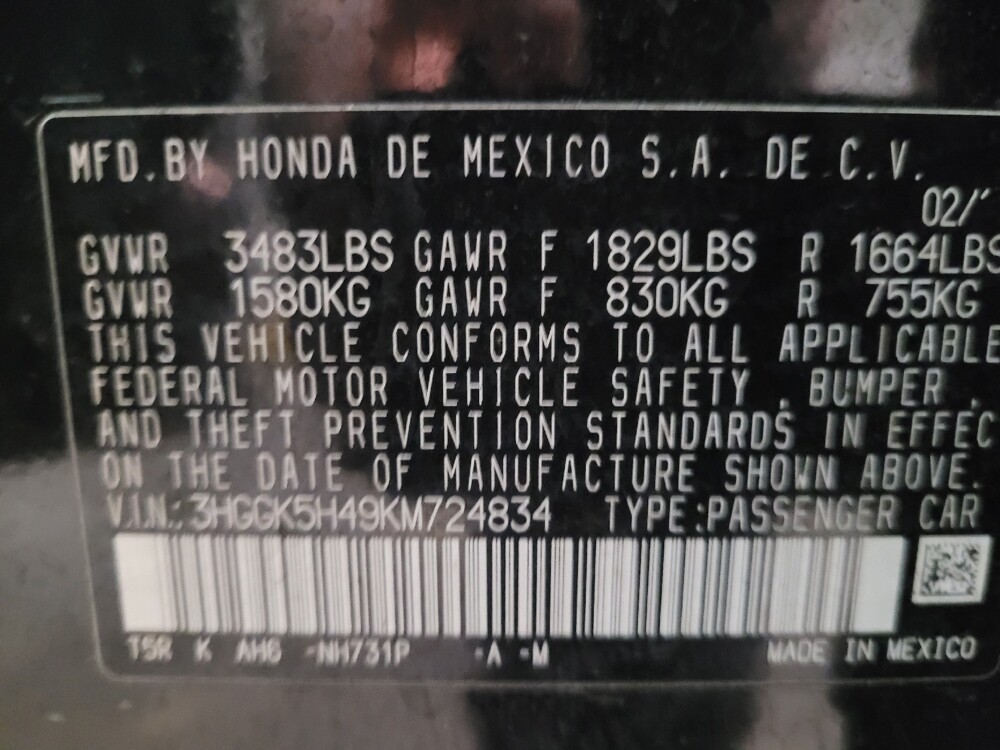 MFD.BY HONDA DE MEXICO S.A. DE C.V.
02/
GVWR 3483LBS GAWR F 1829LBS R 1664LBS
GVWR 1580KG GAWR F 830KG R 755KG
THIS VEHICLE CONFORMS TO ALL APPLICABLE
FEDERAL MOTOR VEHICLE SAFETY , BUMPER ,
AND THEFT PREVENTION STANDARDS IN EFFEC
ON THE DATE OF MANUFACTURE SHOWN ABOVE.
V.I.N.: 3HGGK5H49KM724834 TYPE:PASSENGER CAR
T5R K AH6 -NH731P -A -M MADE IN MEXICO